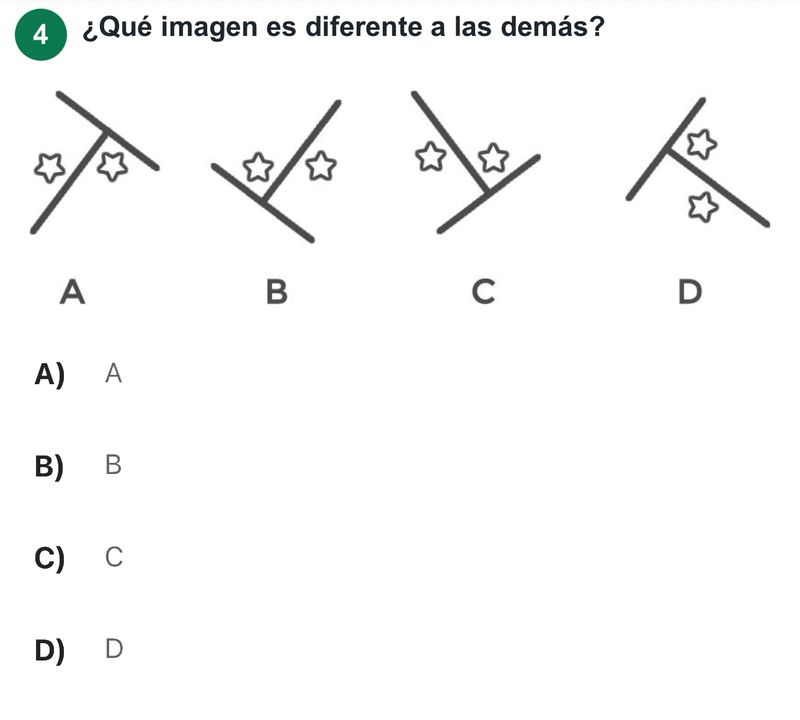 4 ¿Qué imagen es diferente a las demás?
A B C D
A) A
B) B
C) C
D) D